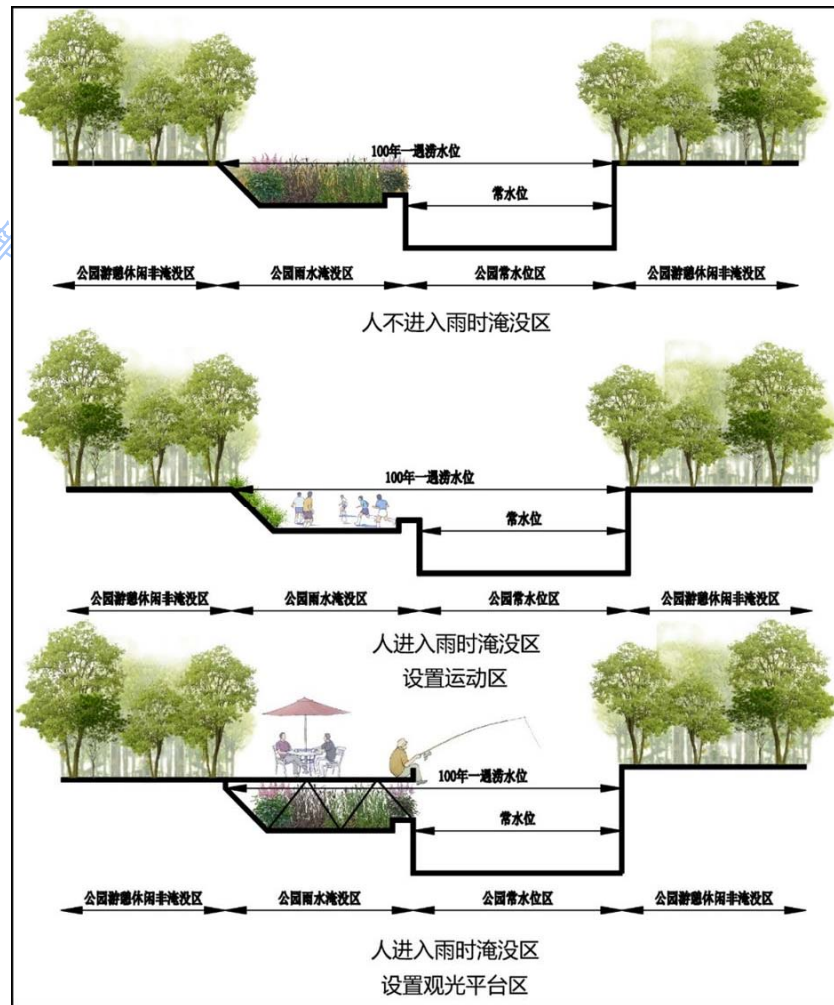 100年一遇涝水位
常水位
公园游憩休闲非淹没区 公园雨水淹没区 公园常水位区 公园游憩休闲非淹没区
人不进入雨时淹没区
100年一遇涝水位
常水位
公园游憩休闲非淹没区 公园雨水淹没区 公园常水位区 公园游憩休闲非淹没区
人进入雨时淹没区
设置运动区
100年一遇涝水位
常水位
公园游憩休闲非淹没区 公园雨水淹没区 公园常水位区 公园游憩休闲非淹没区
人进入雨时淹没区
设置观光平台区